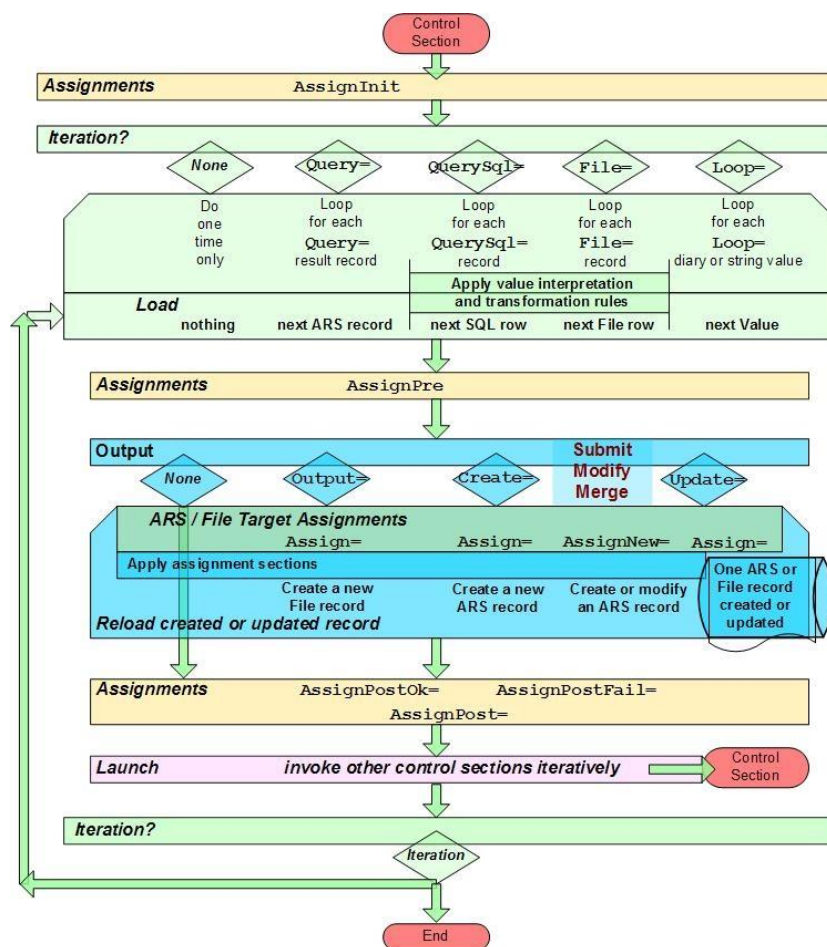 Control
Section
Assignments AssignInit
Iteration?
None Query= QuerySql= File= Loop=
Do Loop Loop Loop Loop
one for each for each for each for each
time Query= QuerySql= File= Loop=
only result record record record diary or string value
Apply value interpretation
and transformation rules
Load
nothing next ARS record next SQL row next File row next Value
Assignments AssignPre
Output
None Output= Create= Submit Update=
Modify
Merge
ARS / File Target Assignments
Assign= Assign= AssignNew= Assign=
Apply assignment sections
One ARS or
File record
created or
updated
Create a new Create a new Create or modify
File record ARS record an ARS record
Reload created or updated record
Assignments AssignPostOk= AssignPostFail=
AssignPost=
Launch invoke other control sections iteratively
Control
Section
Iteration?
Iteration
End